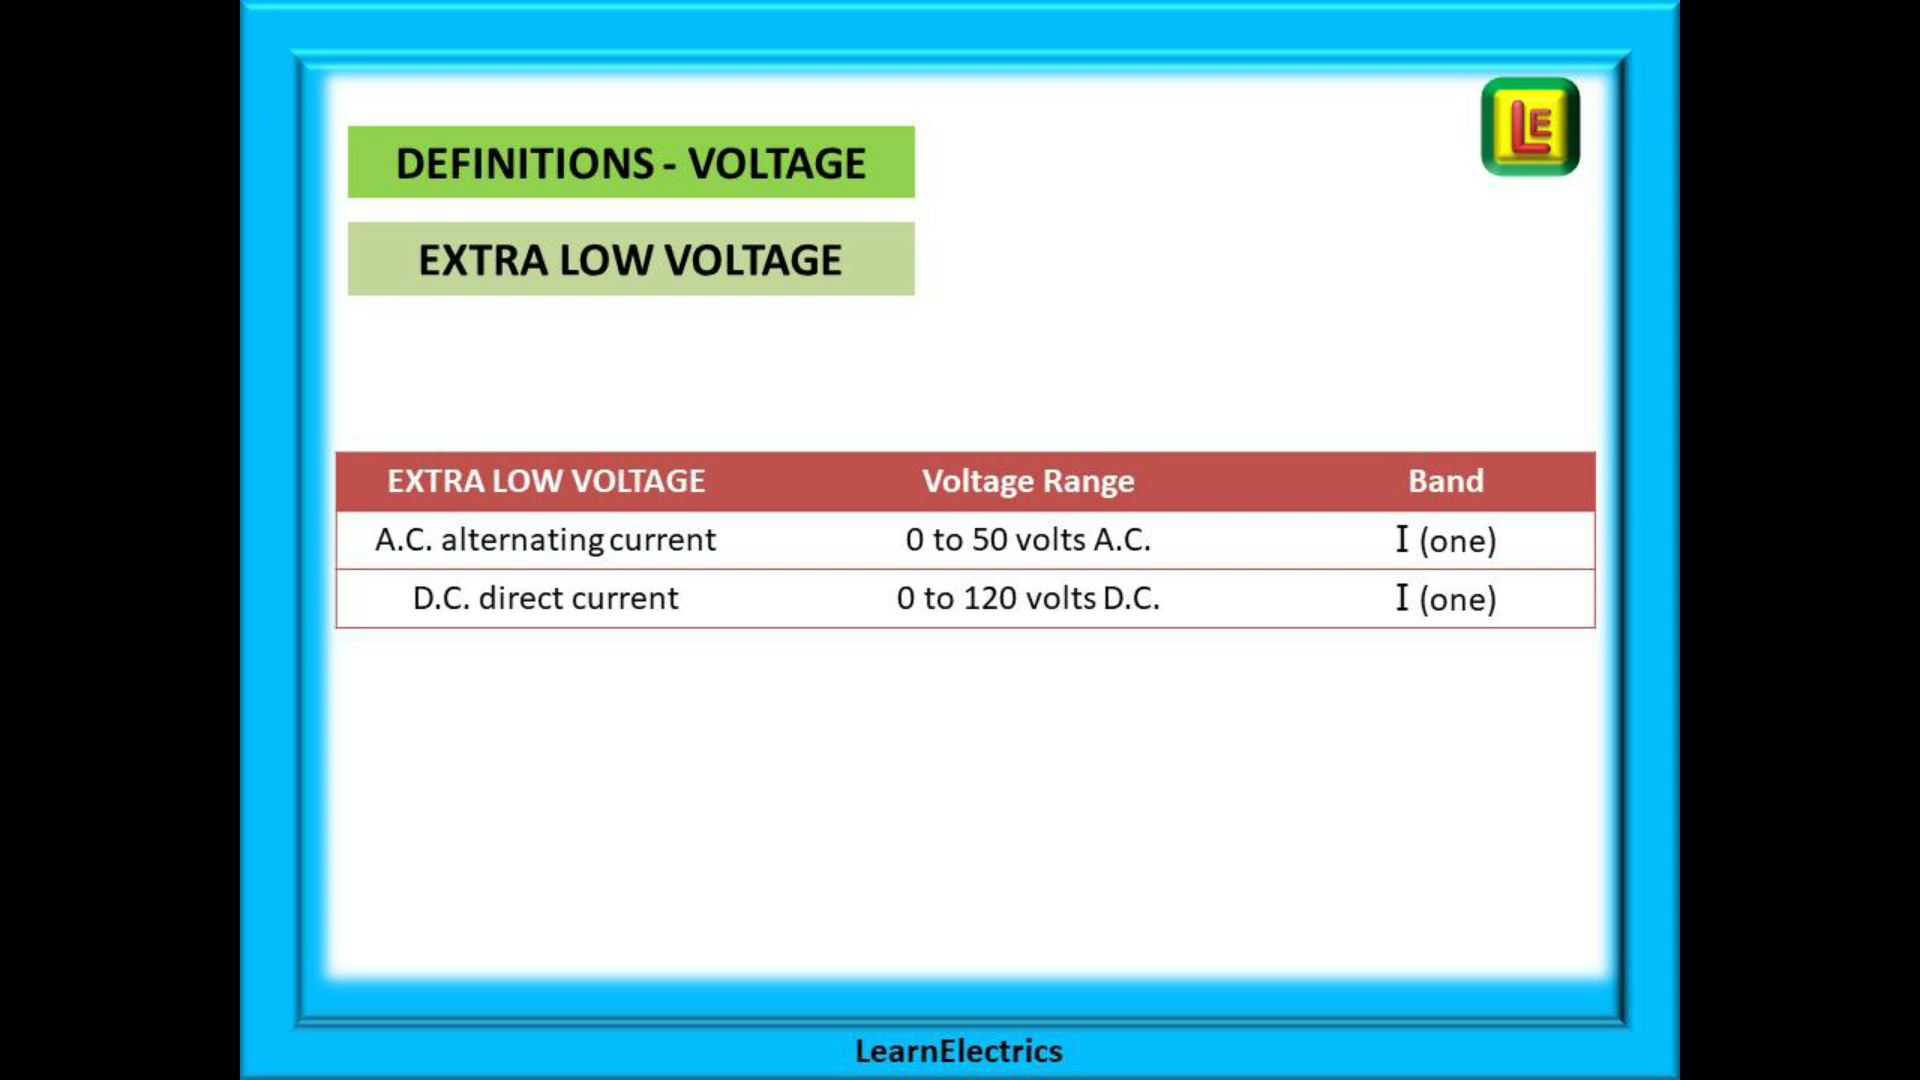 LE
DEFINITIONS - VOLTAGE
EXTRA LOW VOLTAGE
EXTRA LOW VOLTAGE Voltage Range Band
A.C. alternating current 0 to 50 volts A.C. I (one)
D.C. direct current 0 to 120 volts D.C. I (one)
LearnElectrics